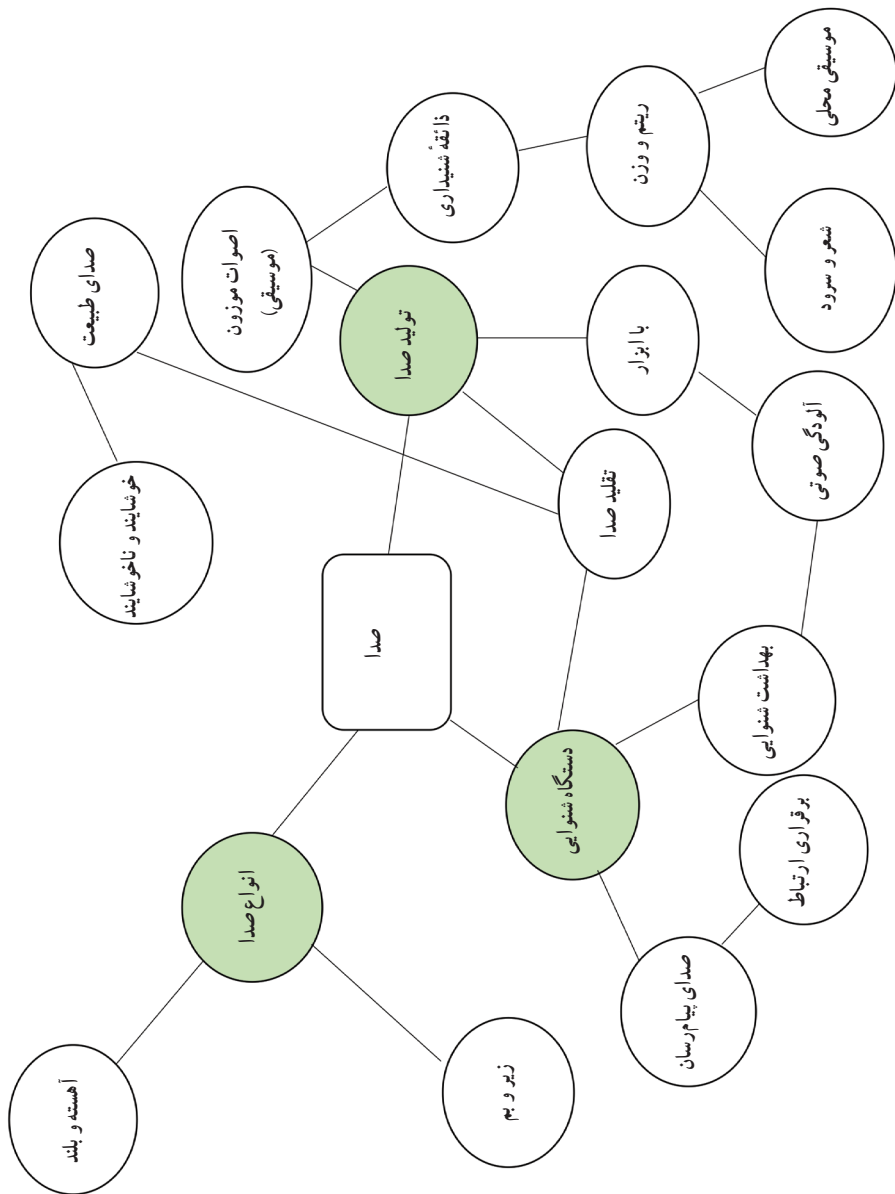 موسیقی محلی
ریتم و وزن
شعر و سرود
ذائقهٔ شنیداری
اصوات موزون
(موسیقی)
صدای طبیعت
تولید صدا
با ابزار
آلودگی صوتی
تقلید صدا
خوشایند و ناخوشایند
صدا
بهداشت شنوایی
دستگاه شنوایی
برقراری ارتباط
صدای پیام‌رسان
انواع صدا
زیر و بم
آهسته و بلند